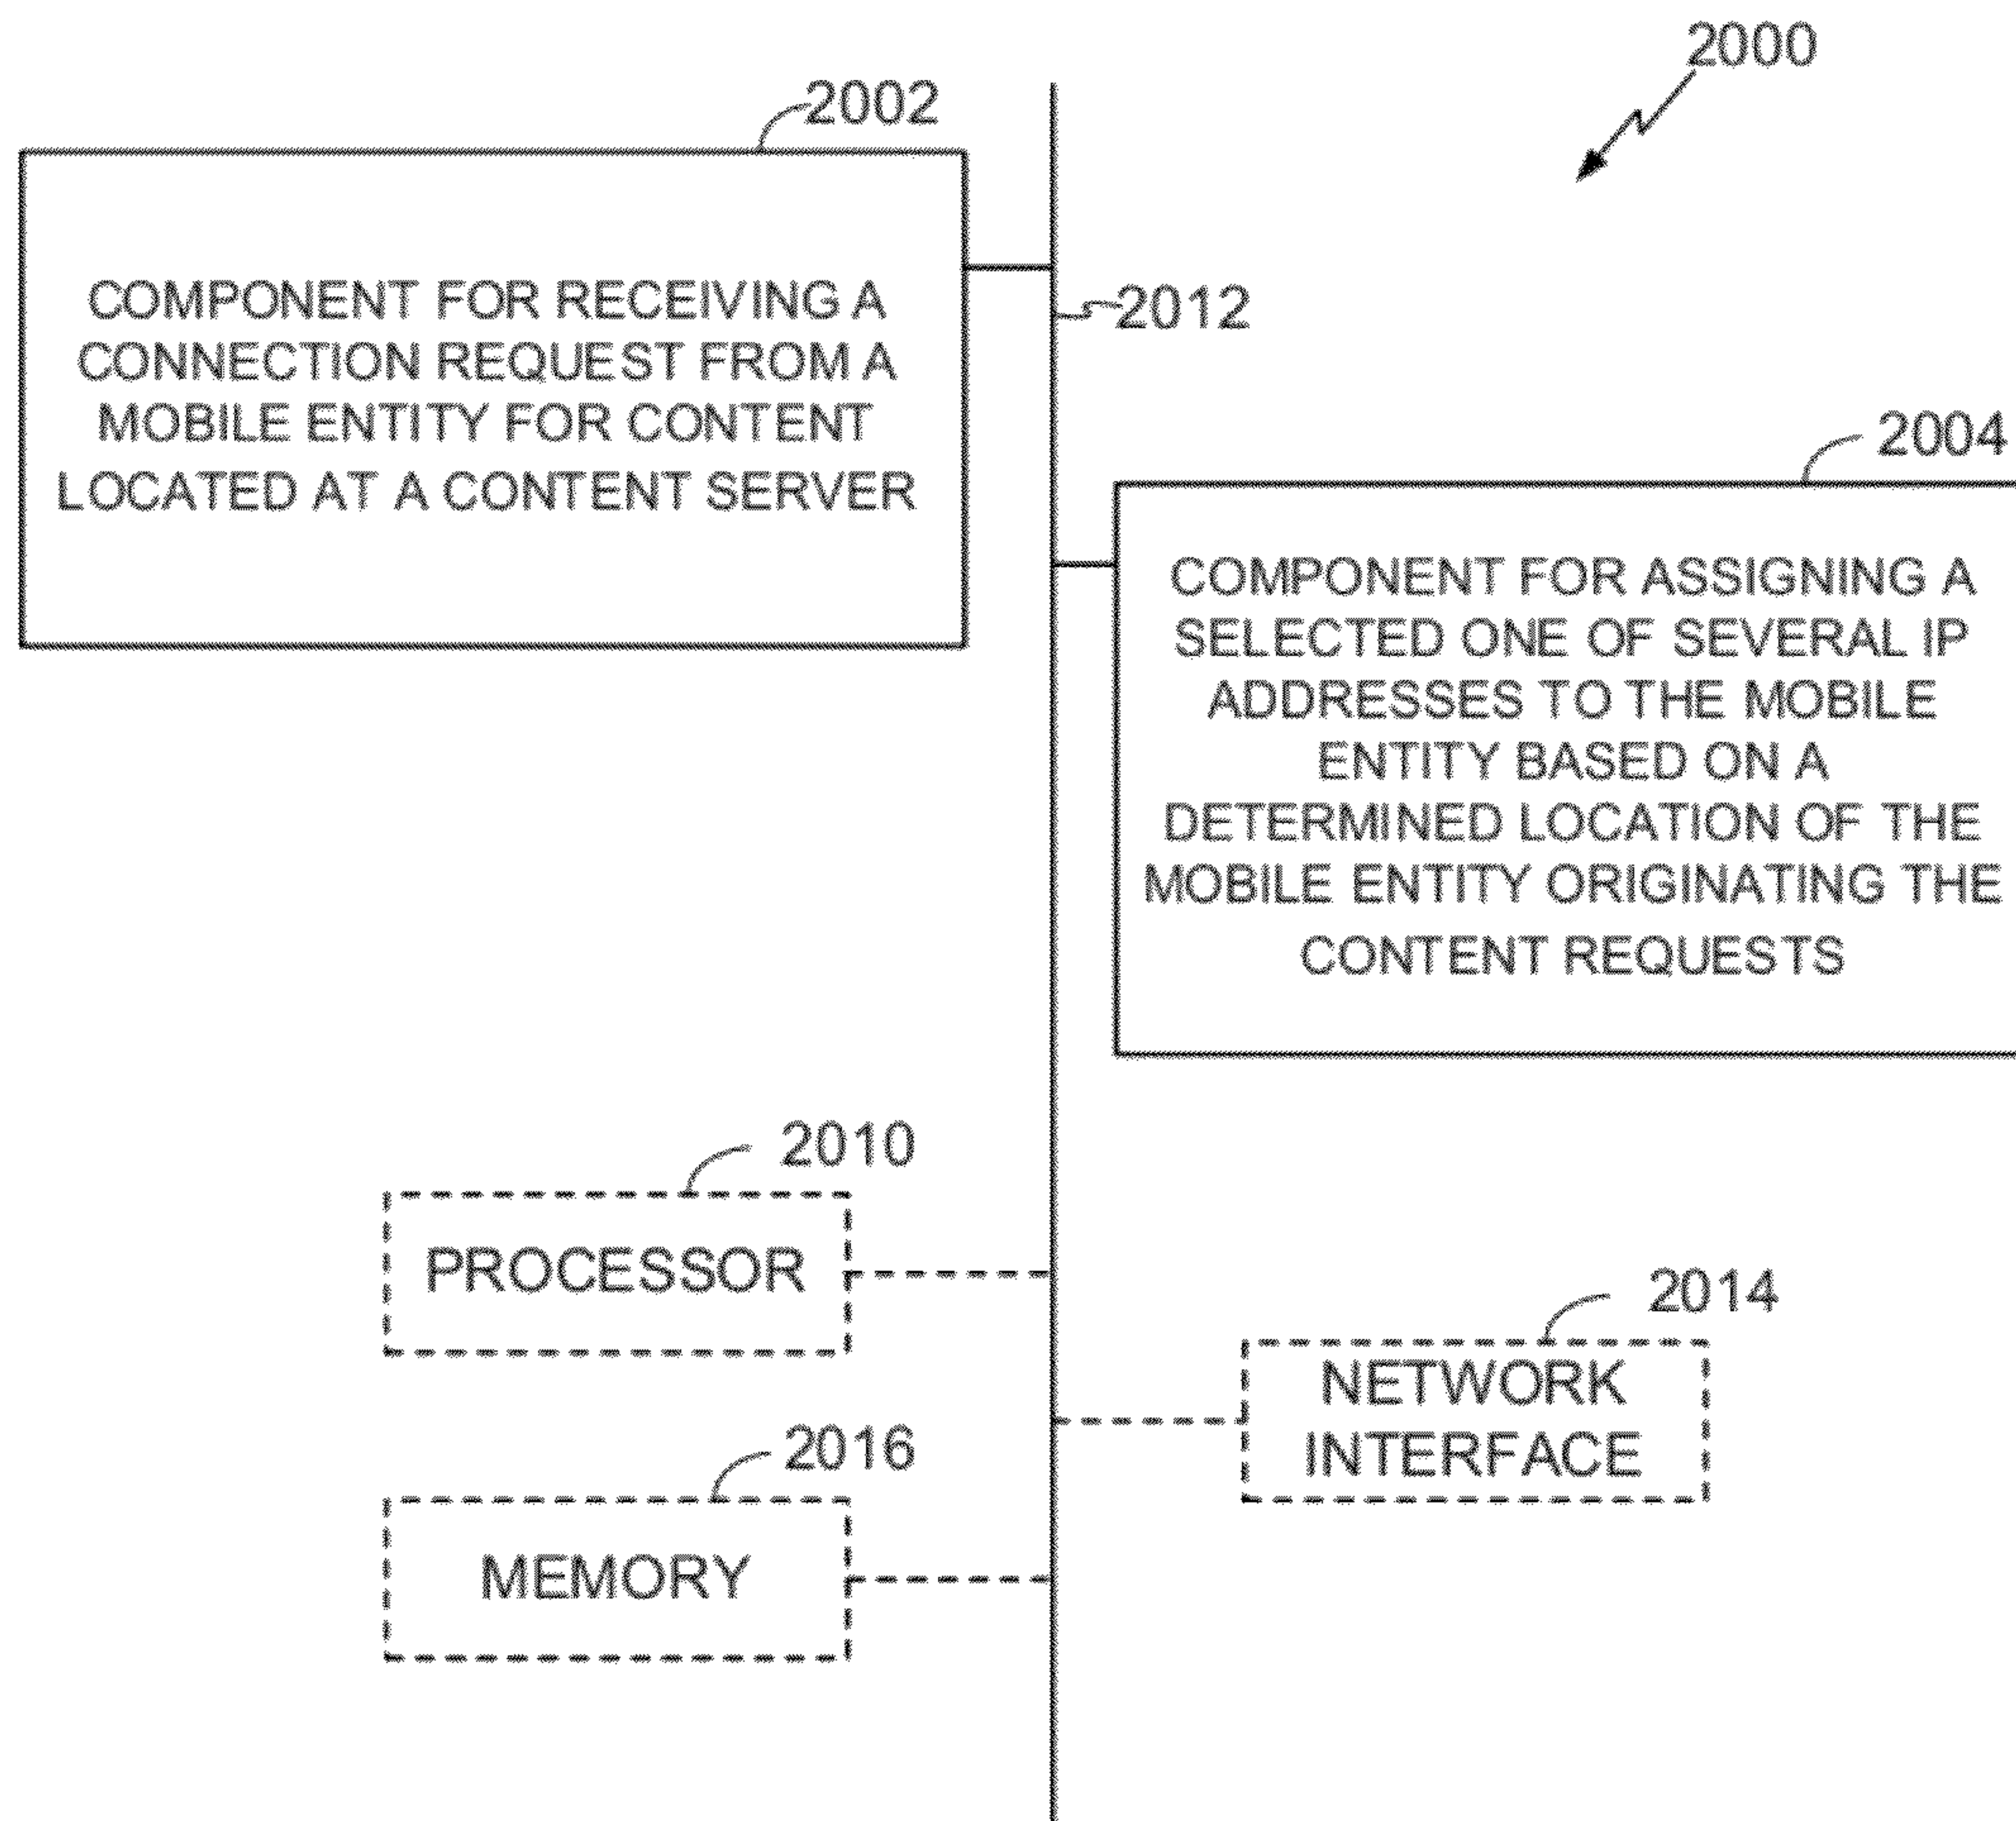 2000
2002
COMPONENT FOR RECEIVING A
CONNECTION REQUEST FROM A
MOBILE ENTITY FOR CONTENT
LOCATED AT A CONTENT SERVER
2012
2004
COMPONENT FOR ASSIGNING A
SELECTED ONE OF SEVERAL IP
ADDRESSES TO THE MOBILE
ENTITY BASED ON A
DETERMINED LOCATION OF THE
MOBILE ENTITY ORIGINATING THE
CONTENT REQUESTS
2010
PROCESSOR
2014
NETWORK
INTERFACE
2016
MEMORY